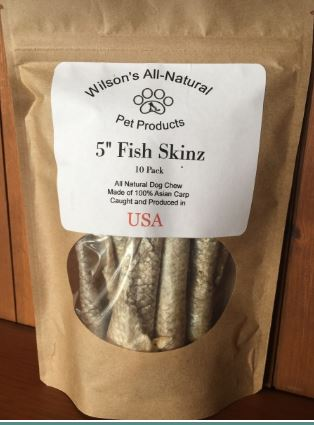 Wilson's All-Natural
Pet Products
5" Fish Skinz
10 Pack
All Natural Dog Chew
Made of 100% Asian Carp
Caught and Produced in
USA